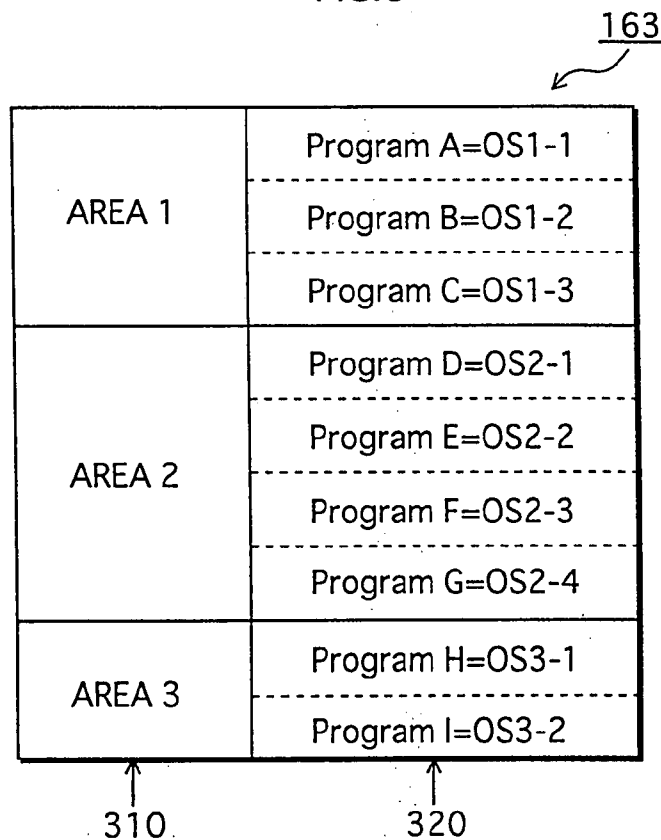 163
AREA 1
Program A=OS1-1
Program B=OS1-2
Program C=OS1-3
AREA 2
Program D=OS2-1
Program E=OS2-2
Program F=OS2-3
Program G=OS2-4
AREA 3
Program H=OS3-1
Program I=OS3-2
310
320